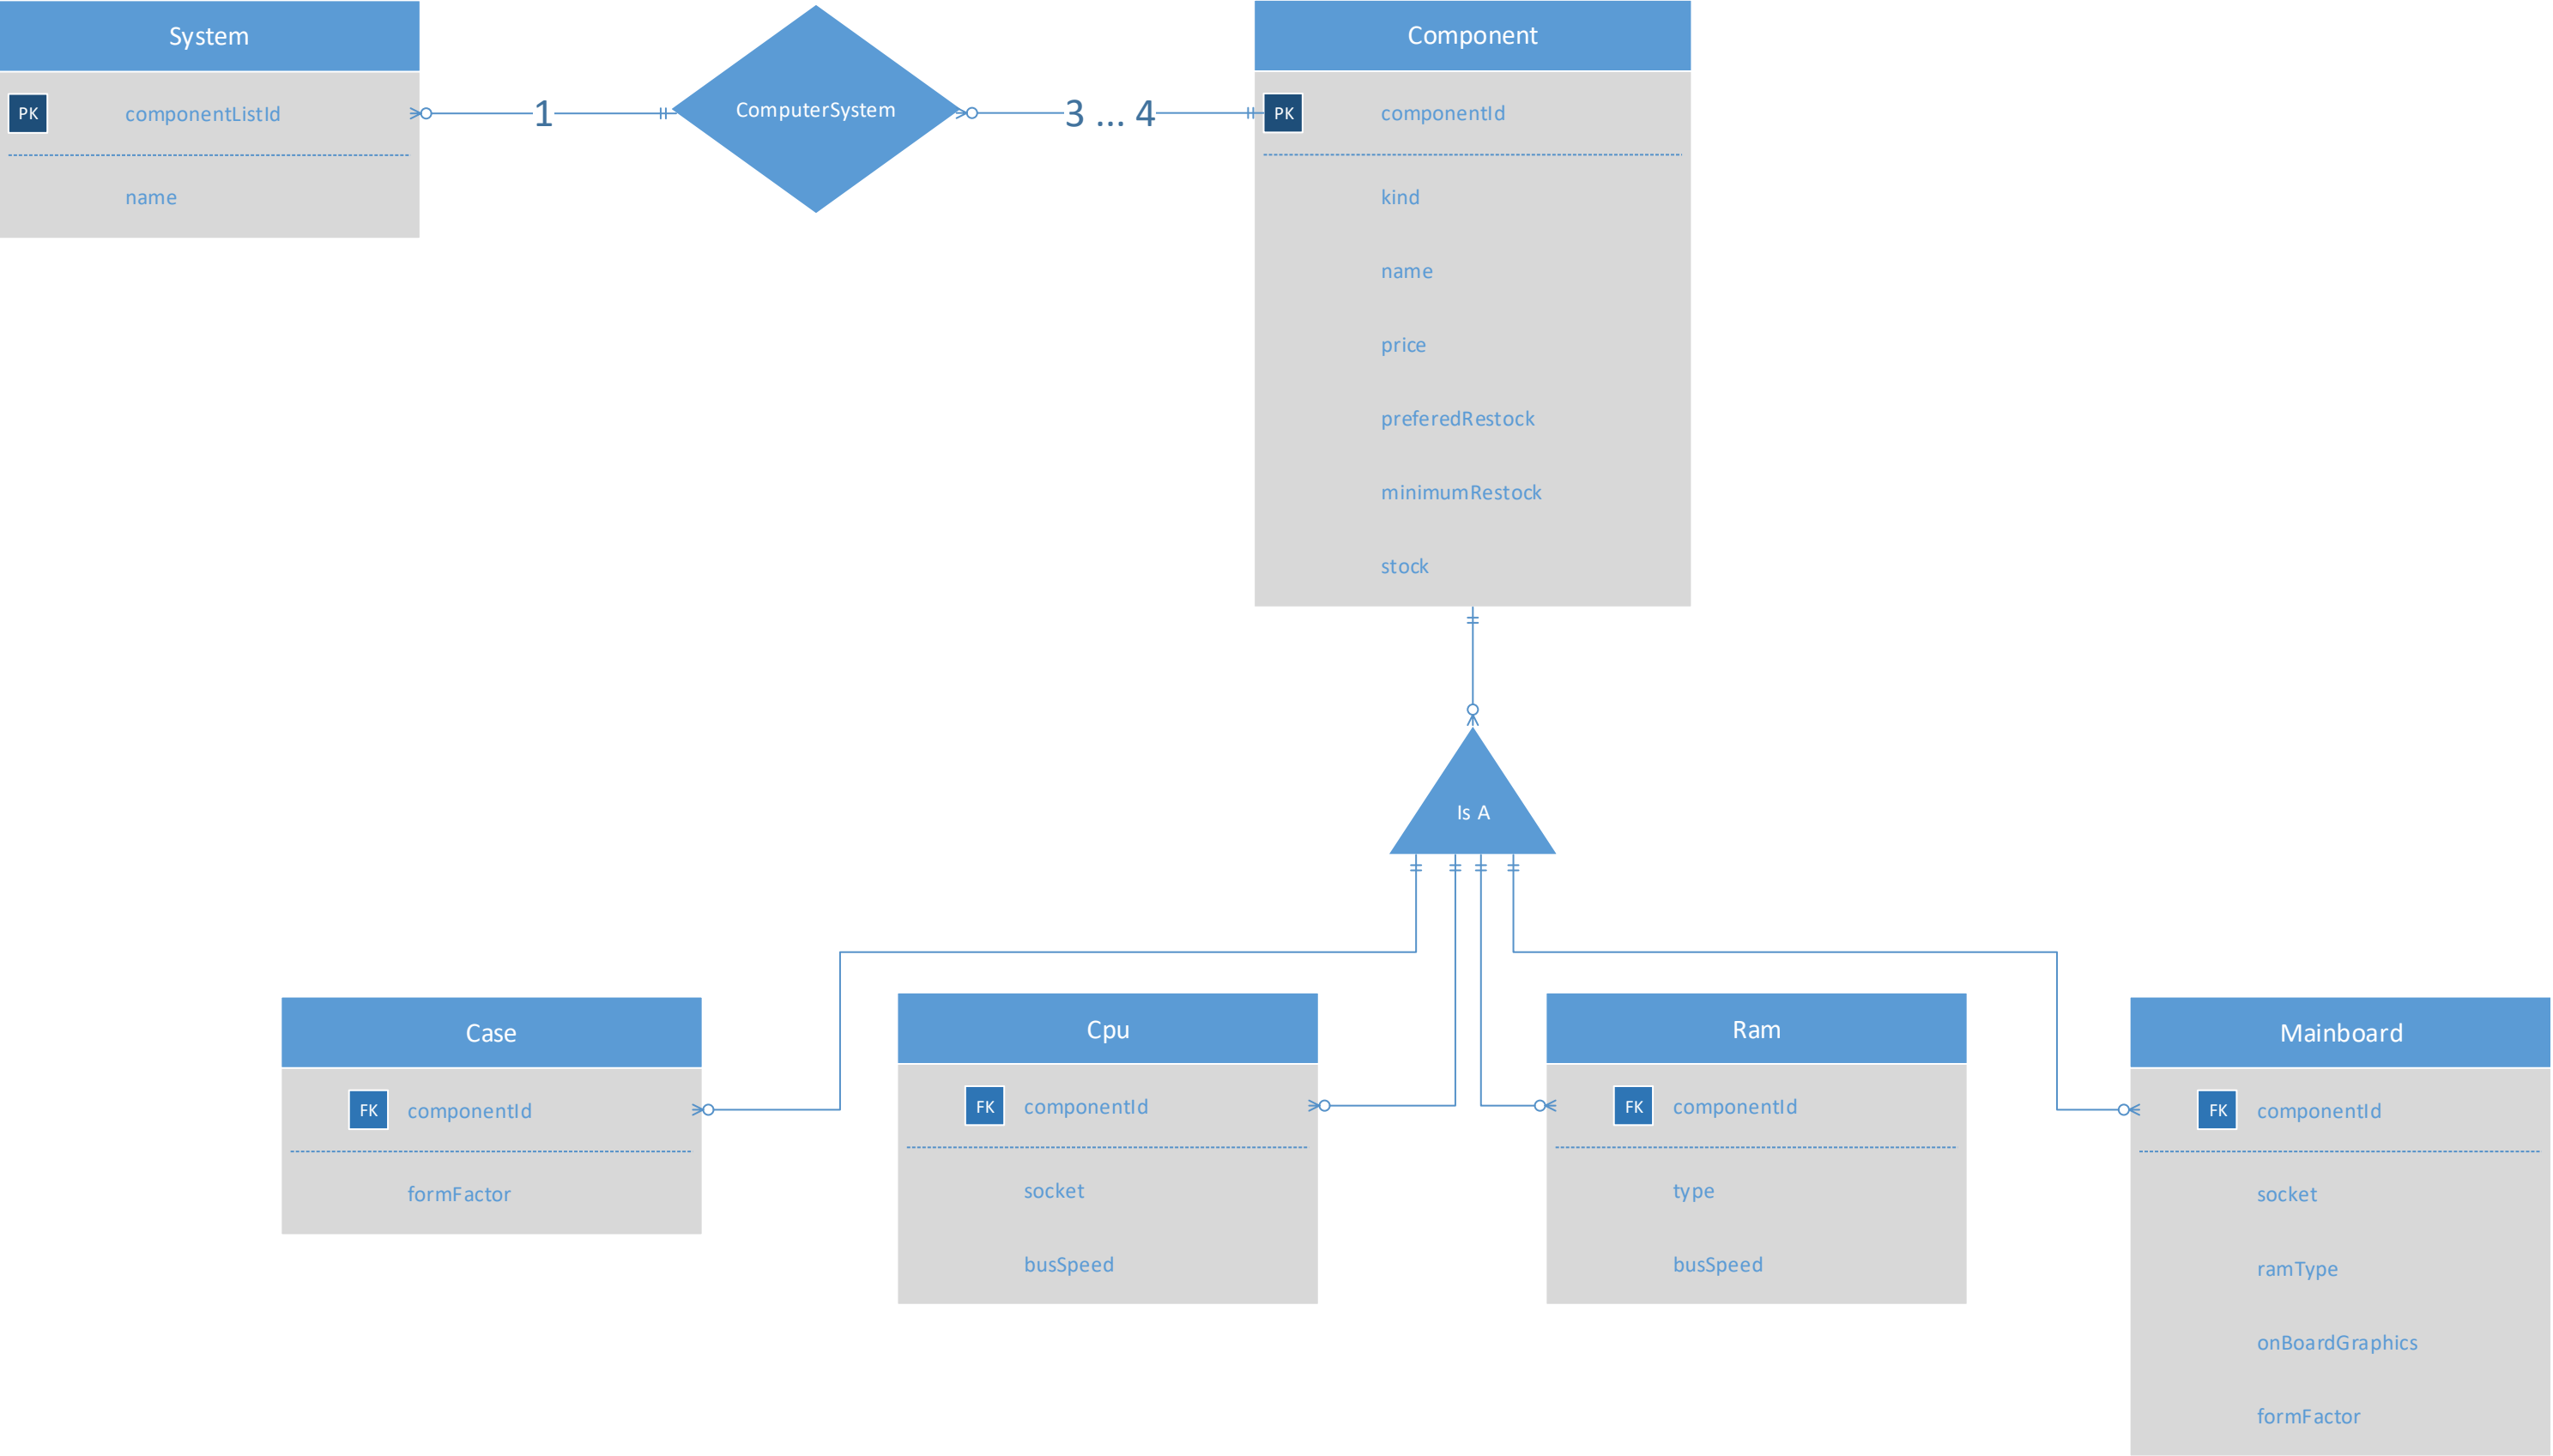 System
PK componentListId
name
1
ComputerSystem
3 ... 4
Component
PK componentId
kind
name
price
preferedRestock
minimumRestock
stock
Is A
Case
FK componentId
formFactor
Cpu
FK componentId
socket
busSpeed
Ram
FK componentId
type
busSpeed
Mainboard
FK componentId
socket
ramType
onBoardGraphics
formFactor